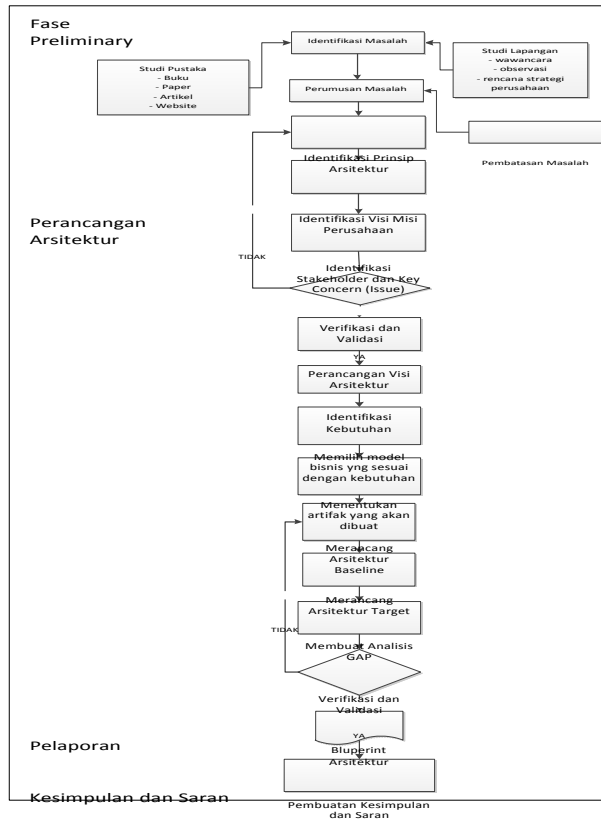 Fase
Preliminary
Identifikasi Masalah
Studi Pustaka
- Buku
- Paper
- Artikel
- Website
Studi Lapangan
- wawancara
- observasi
- rencana strategi
perusahaan
Perumusan Masalah
Pembatasan Masalah
Identifikasi Prinsip
Arsitektur
Perancangan
Arsitektur
Identifikasi Visi Misi
Perusahaan
TIDAK
Identifikasi
Stakeholder dan Key
Concern (Issue)
Verifikasi dan
Validasi
YA
Perancangan Visi
Arsitektur
Identifikasi
Kebutuhan
Memilih model
bisnis yng sesuai
dengan kebutuhan
Menentukan
artifak yang akan
dibuat
Merancang
Arsitektur
Baseline
Merancang
Arsitektur Target
TIDAK
Membuat Analisis
GAP
Verifikasi dan
Validasi
YA
Pelaporan
Bluperint
Arsitektur
Kesimpulan dan Saran
Pembuatan Kesimpulan
dan Saran